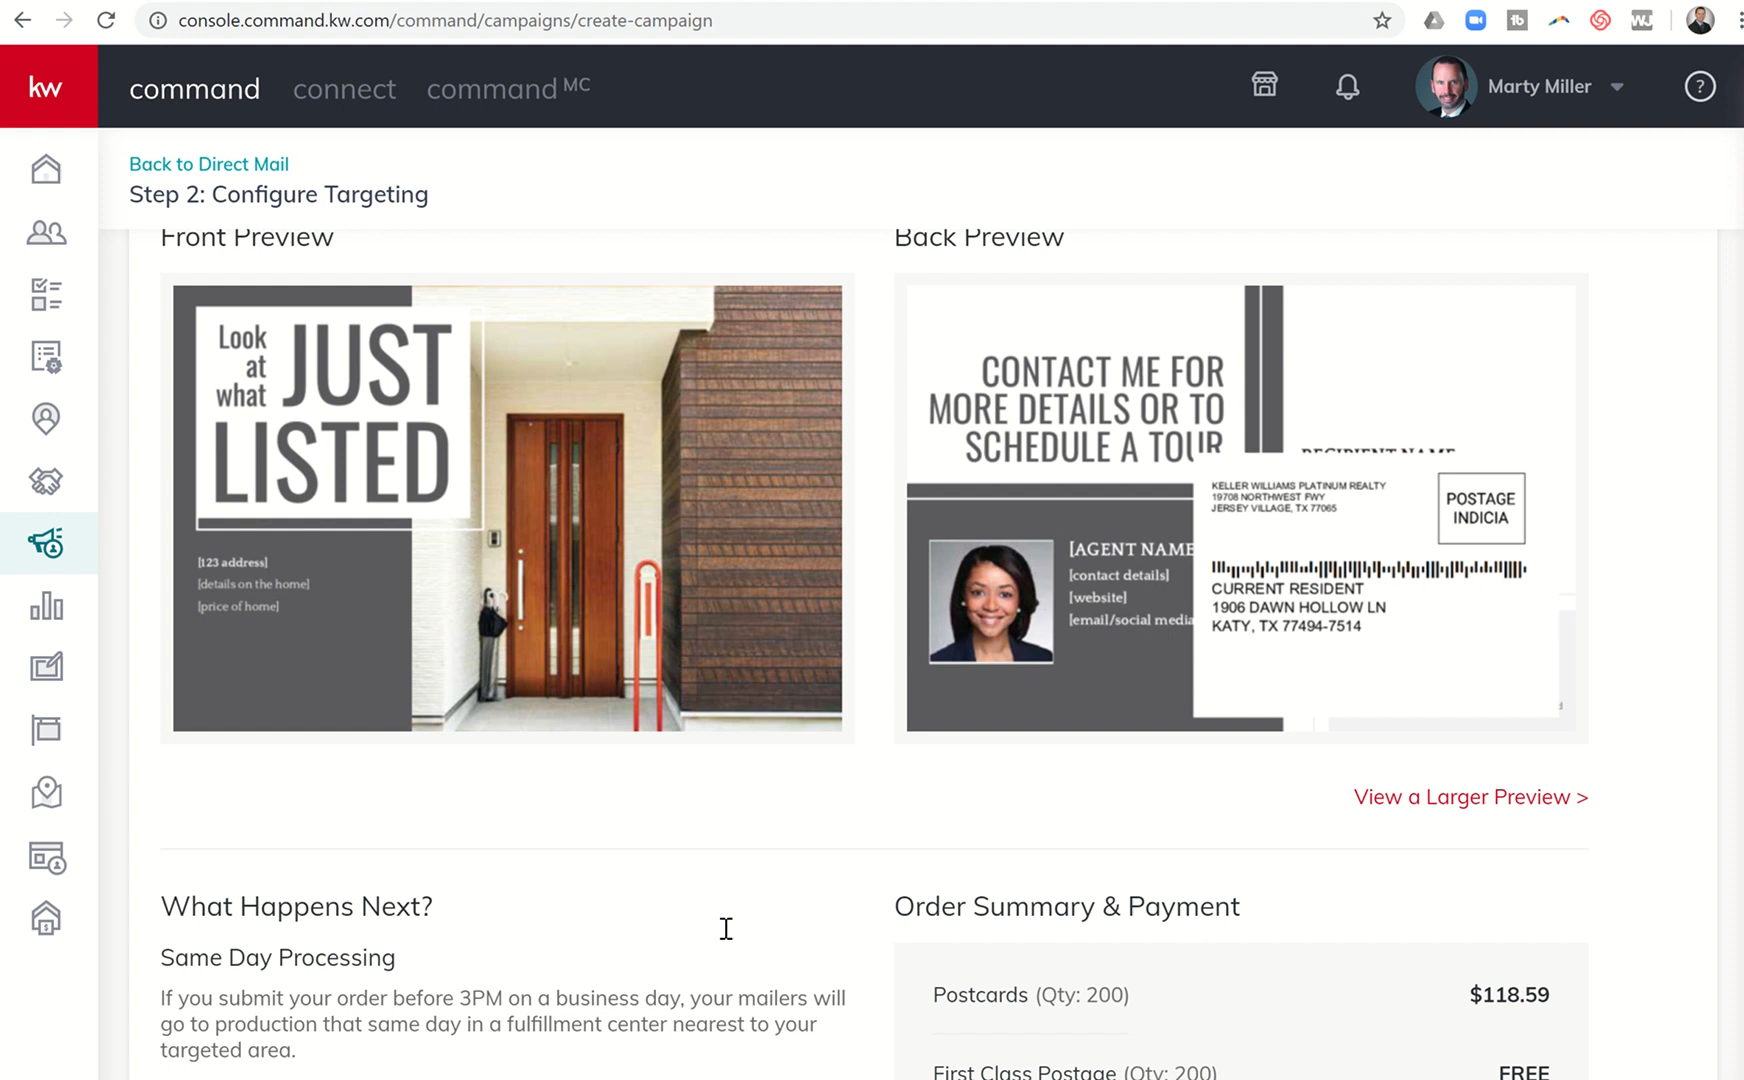 console.command.kw.com/command/campaigns/create-campaign
kw
command
connect
command MC
Marty Miller
?
Back to Direct Mail
Step 2: Configure Targeting
Front Preview
Look
at
what
JUST
LISTED
[123 address]
[details on the home]
[price of home]
Back Preview
CONTACT ME FOR
MORE DETAILS OR TO
SCHEDULE A TOUR
RECIPIENT NAME
KELLER WILLIAMS PLATINUM REALTY
19708 NORTHWEST FWY
JERSEY VILLAGE, TX 77065
POSTAGE
INDICIA
[AGENT NAME
[contact details]
[website]
[email/social media
CURRENT RESIDENT
1906 DAWN HOLLOW LN
KATY, TX 77494-7514
View a Larger Preview >
What Happens Next?
Same Day Processing
If you submit your order before 3PM on a business day, your mailers will
go to production that same day in a fulfillment center nearest to your
targeted area.
Order Summary & Payment
Postcards (Qty: 200)
$118.59
First Class Postage (Qty: 200)
FREE